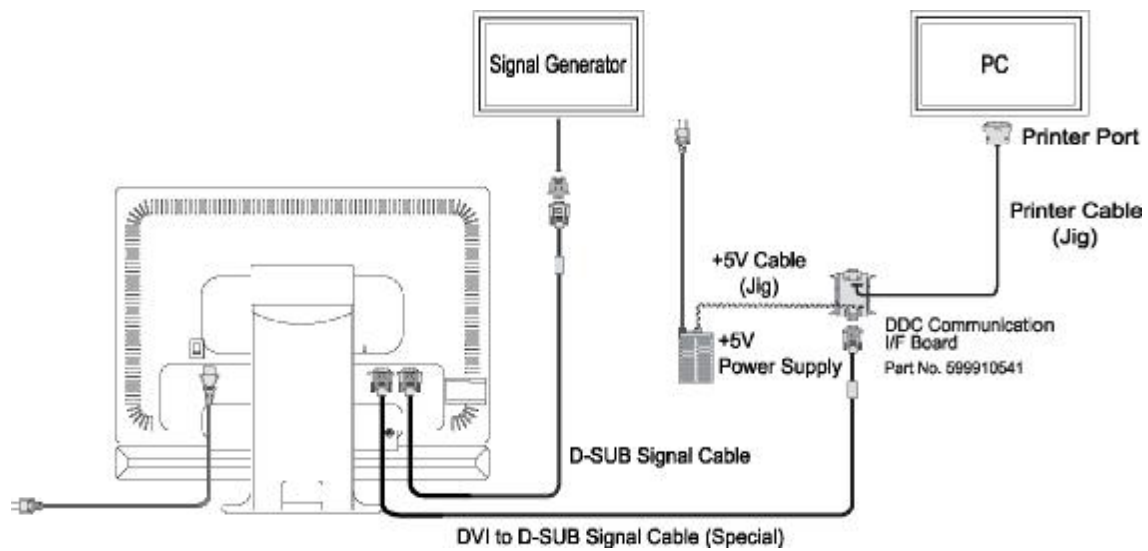 Signal Generator
PC
Printer Port
Printer Cable
(Jig)
+5V Cable
(Jig)
DDC Communication
I/F Board
Part No. 599910541
+5V
Power Supply
D-SUB Signal Cable
DVI to D-SUB Signal Cable (Special)